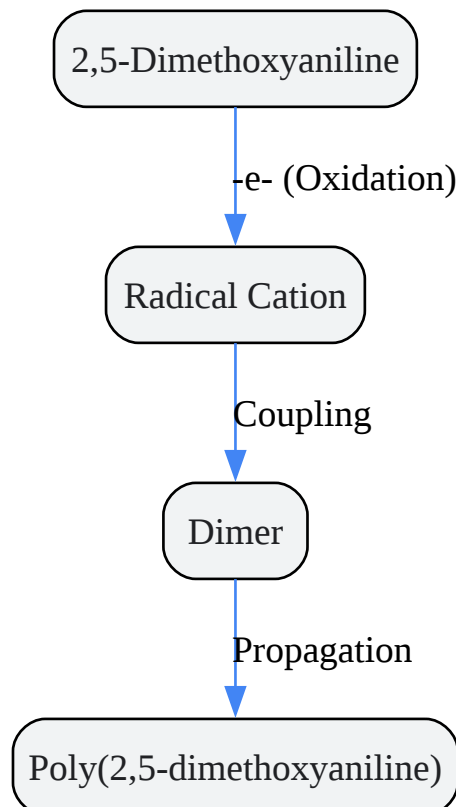 2,5-Dimethoxyaniline
-e- (Oxidation)
Radical Cation
Coupling
Dimer
Propagation
Poly(2,5-dimethoxyaniline)